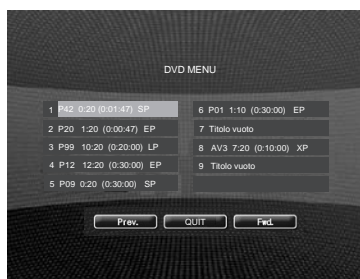 DVD MENU
1 P42 0:20 (0:01:47) SP
2 P20 1:20 (0:00:47) EP
3 P99 10:20 (0:20:00) LP
4 P12 12:20 (0:30:00) EP
5 P09 0:20 (0:30:00) SP
6 P01 1:10 (0:30:00) EP
7 Titolo vuoto
8 AV3 7:20 (0:10:00) XP
9 Titolo vuoto
Prev. QUIT Fwd.